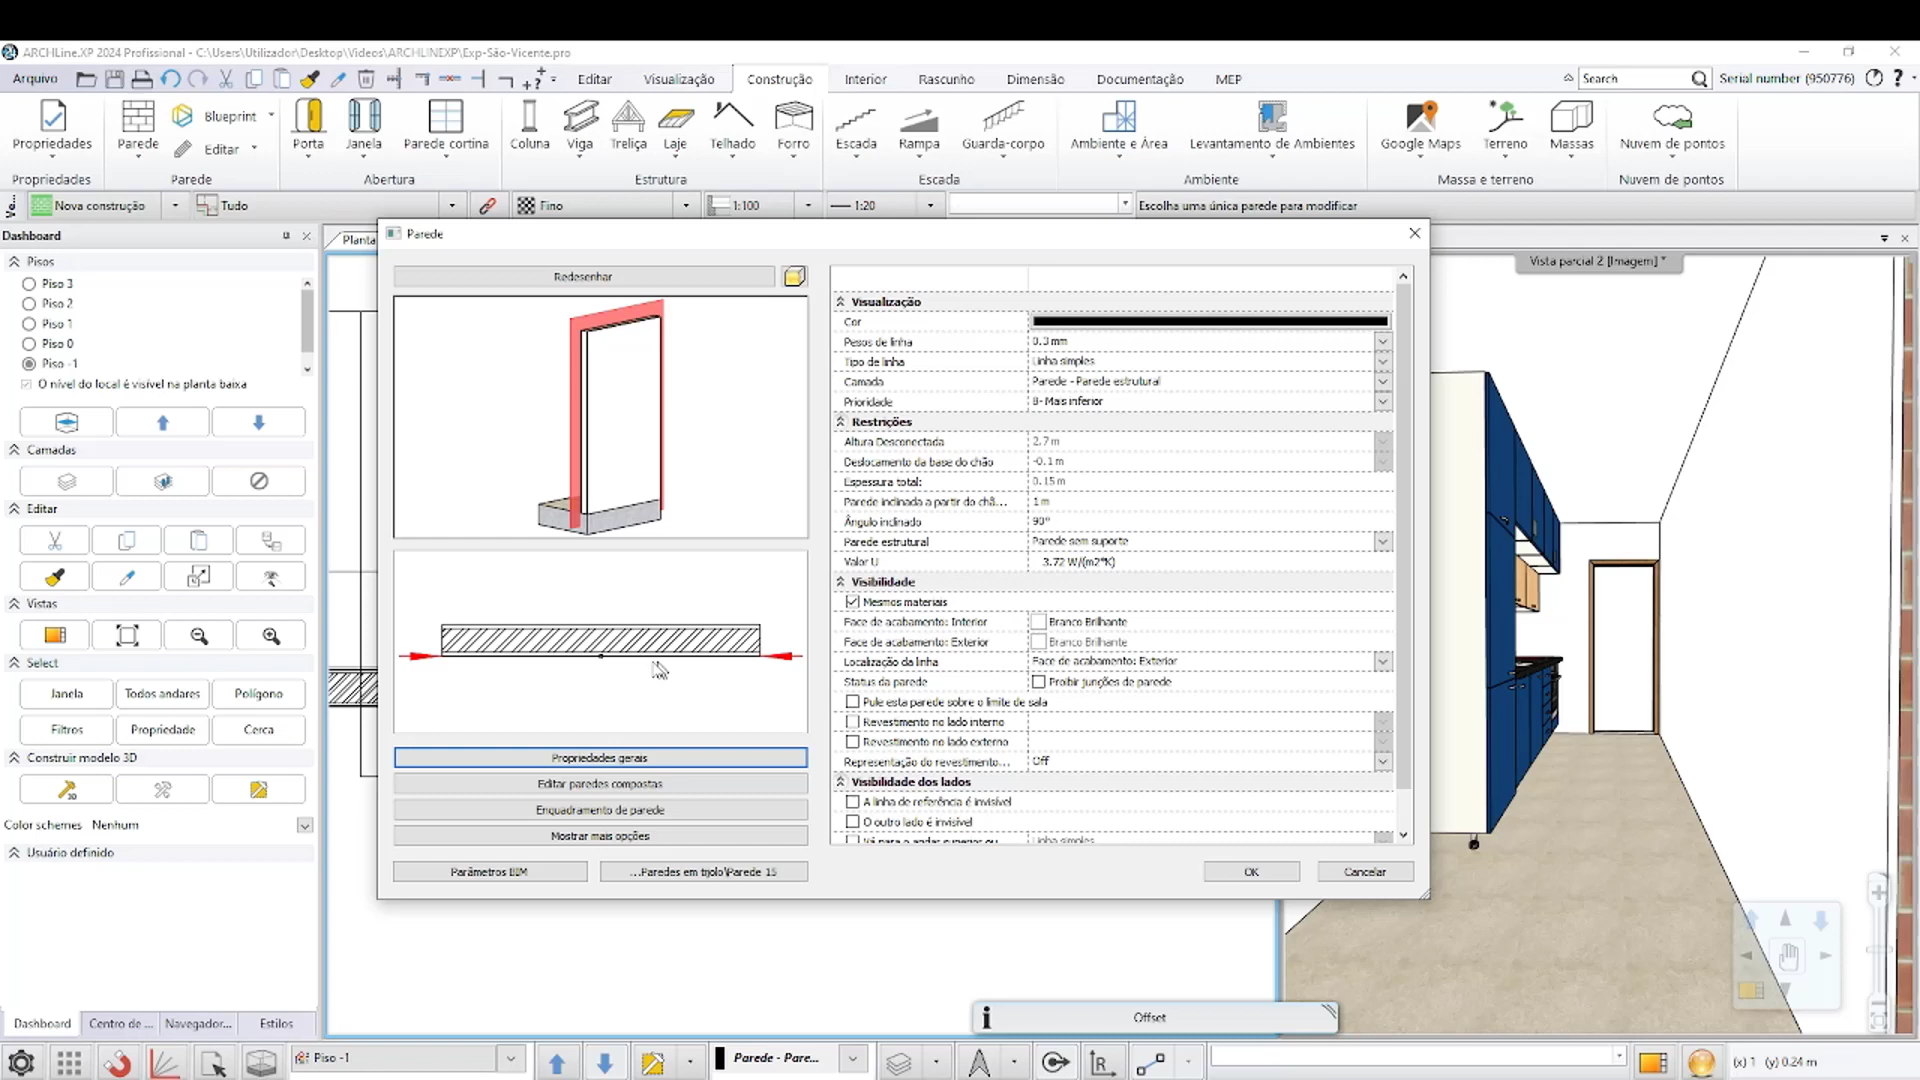 ARCHLine.XP 2024 Profissional - C:\Users\Utilizador\Desktop\Videos\ARCHLINEXP\Exp-São-Vicente.pro
Arquivo
Editar
Visualização
Construção
Interior
Rascunho
Dimensão
Documentação
MEP
Search
Serial number (950776)
Propriedades
Parede
Blueprint
Editar
Porta
Janela
Parede cortina
Coluna
Viga
Treliça
Laje
Telhado
Forro
Escada
Rampa
Guarda-corpo
Ambiente e Área
Levantamento de Ambientes
Google Maps
Terreno
Massas
Nuvem de pontos
Propriedades
Parede
Abertura
Estrutura
Escada
Ambiente
Massa e terreno
Nuvem de pontos
Nova construção
Tudo
Fino
1:100
1:20
Escolha uma única parede para modificar
Dashboard
Pisos
Piso 3
Piso 2
Piso 1
Piso 0
Piso -1
O nível do local é visível na planta baixa
Camadas
Editar
Vistas
Select
Janela
Todos andares
Polígono
Filtros
Propriedade
Cerca
Construir modelo 3D
Color schemes
Nenhum
Usuário definido
Dashboard
Centro de ...
Navegador...
Estilos
Planta
Parede
Redesenhar
Propriedades gerais
Editar paredes compostas
Enquadramento de parede
Mostrar mais opções
Parâmetros BIM
...Paredes em tijolo\Parede 15
Visualização
Cor
Pesos de linha
0.3 mm
Tipo de linha
Linha simples
Camada
Parede - Parede estrutural
Prioridade
8- Mais inferior
Restrições
Altura Desconectada
2.7 m
Deslocamento da base do chão
-0.1 m
Espessura total:
0.15 m
Parede inclinada a partir do chã...
1 m
Ângulo inclinado
90°
Parede estrutural
Parede sem suporte
Valor U
3.72 W/(m2*K)
Visibilidade
Mesmos materiais
Face de acabamento: Interior
Branco Brilhante
Face de acabamento: Exterior
Branco Brilhante
Localização da linha
Face de acabamento: Exterior
Status da parede
Proibir junções de parede
Pule esta parede sobre o limite de sala
Revestimento no lado interno
Revestimento no lado externo
Representação do revestimento...
Off
Visibilidade dos lados
A linha de referência é invisível
O outro lado é invisível
Linha simples
OK
Cancelar
Vista parcial 2 [Imagem] *
Offset
Piso -1
Parede - Pare...
(x) 1 (y) 0.24 m